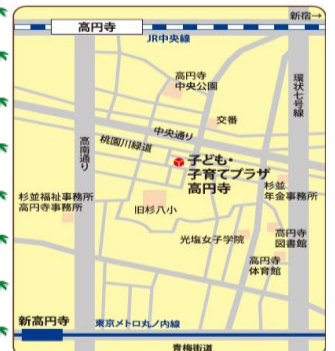 新宿→
高円寺
JR中央線
高円寺
中央公園
環状七号線
交番
中央通り
桃園川緑道
高南通り
子ども・
子育てプラザ
高円寺
杉並
年金事務所
杉並福祉事務所
高円寺事務所
旧杉八小
光塩女子学院
高円寺
図書館
高円寺
体育館
新高円寺
東京メトロ丸ノ内線
青梅街道